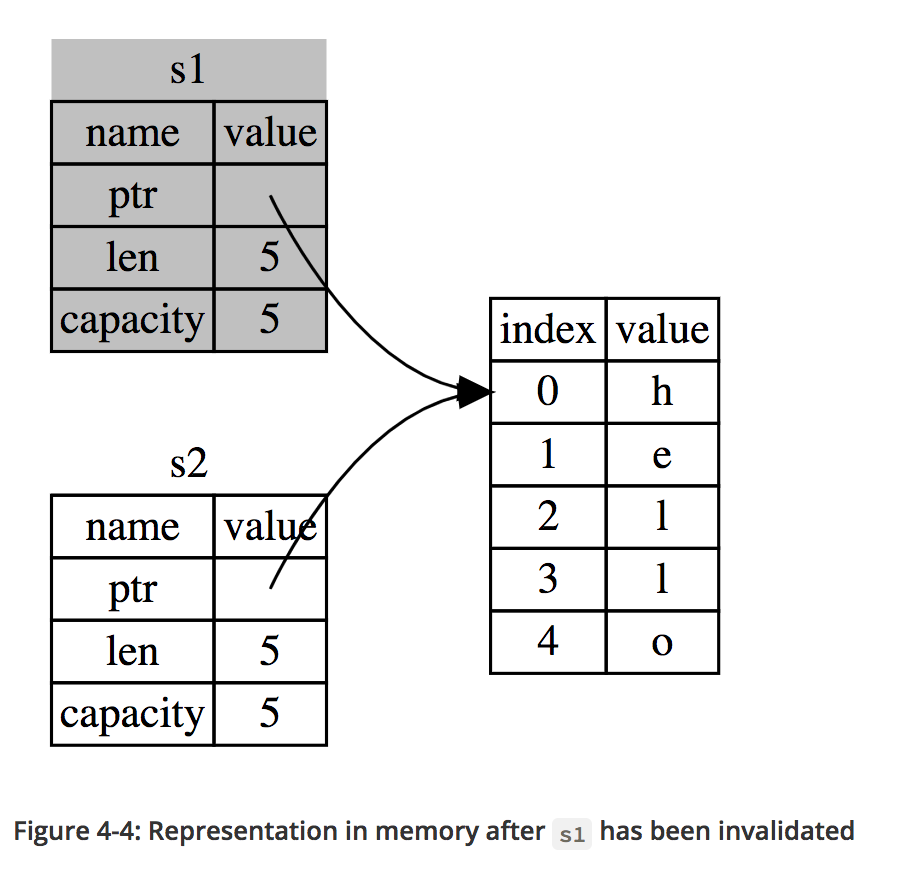 s1
name value
ptr
len 5
capacity 5
s2
name value
ptr
len 5
capacity 5
index value
0 h
1 e
2 l
3 l
4 o
Figure 4-4: Representation in memory after s1 has been invalidated